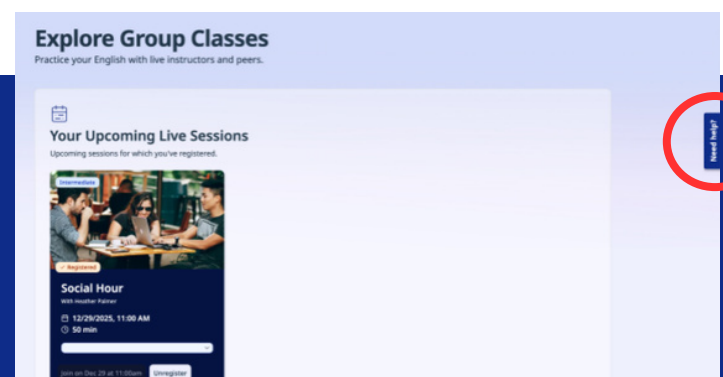 Explore Group Classes
Practice your English with live instructors and peers.
Your Upcoming Live Sessions
Upcoming sessions for which you've registered.
Intermediate
✓ Registered
Social Hour
With Heather Palmer
12/29/2025, 11:00 AM
50 min
Join on Dec 29 at 11:00am
Unregister
Need help?